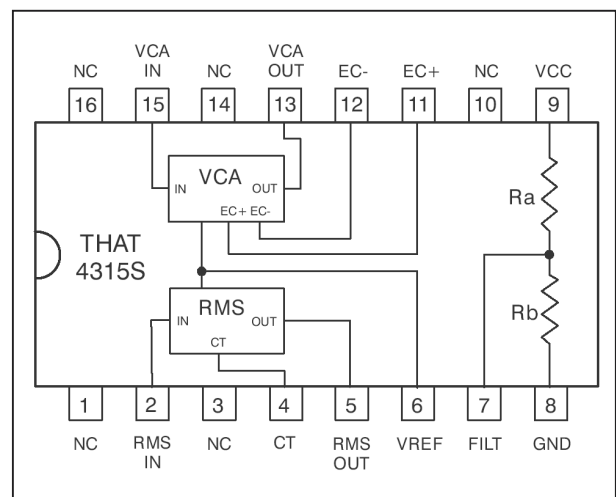 VCA VCA
NC IN NC OUT EC- EC+ NC VCC
16 15 14 13 12 11 10 9
VCA
IN OUT
EC+ EC-
Ra
THAT
4315S
RMS
IN OUT
CT
Rb
1 2 3 4 5 6 7 8
NC RMS NC CT RMS VREF FILT GND
IN OUT